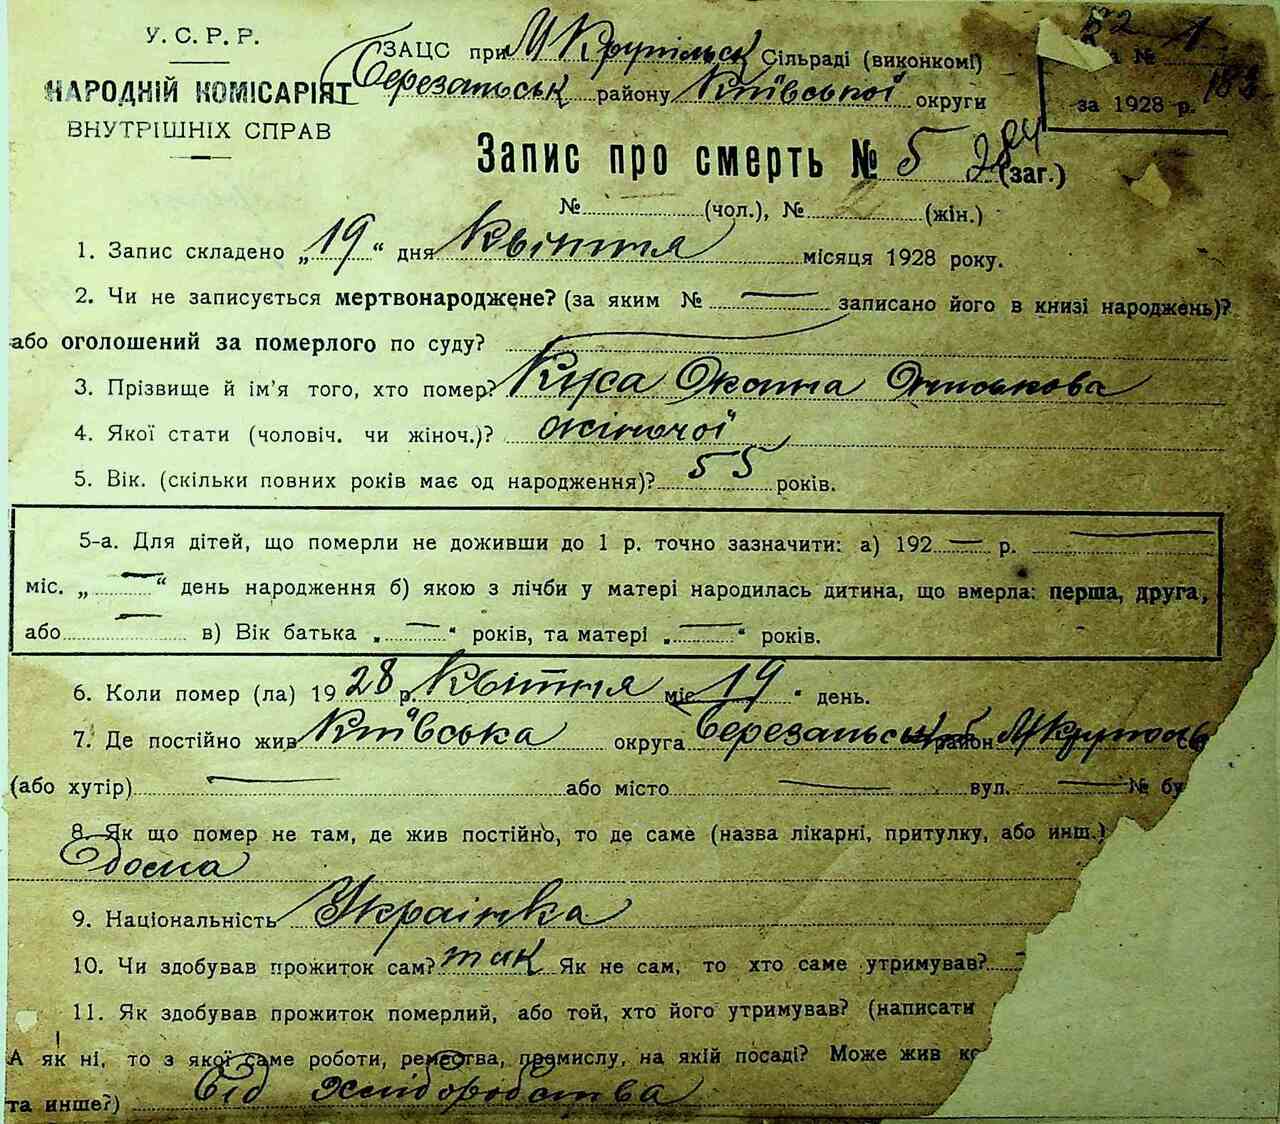 У. С. Р. Р.
НАРОДНІЙ КОМІСАРІЯТ
ВНУТРІШНІХ СПРАВ
ЗАЦС при М Крупільск Сільраді (виконкомі)
Березанськ району Київської округи
№
за 1928 р.
Запис про смерть № 5 (заг.)
№ (чол.), № (жін.)
1. Запис складено „19“ дня Квітня місяця 1928 року.
2. Чи не записується мертвонароджене? (за яким № — записано його в книзі народжень)?
або оголошений за померлого по суду?
3. Прізвище й ім'я того, хто помер? Оксана
4. Якої стати (чоловіч. чи жіноч.)? жіночої
5. Вік. (скільки повних років має од народження)? 55 років.
5-а. Для дітей, що померли не доживши до 1 р. точно зазначити: а) 192 — р. —
міс. „—“ день народження б) якою з лічби у матері народилась дитина, що вмерла: перша, друга,
або — в) Вік батька „—“ років, та матері „—“ років.
6. Коли помер (ла) 1928 р. Квітня міс 19 день.
7. Де постійно жив Київська округа Березанськ район М Круполь
(або хутір) — або місто — вул. — № бу
8. Як що помер не там, де жив постійно, то де саме (назва лікарні, притулку, або инш.)
Вдома
9. Національність Українка
10. Чи здобував прожиток сам? так Як не сам, то хто саме утримував?
11. Як здобував прожиток померлий, або той, хто його утримував? (написати
А як ні, то з якої саме роботи, ремества, промислу, на якій посаді? Може жив
та инше?) Від хліборобства